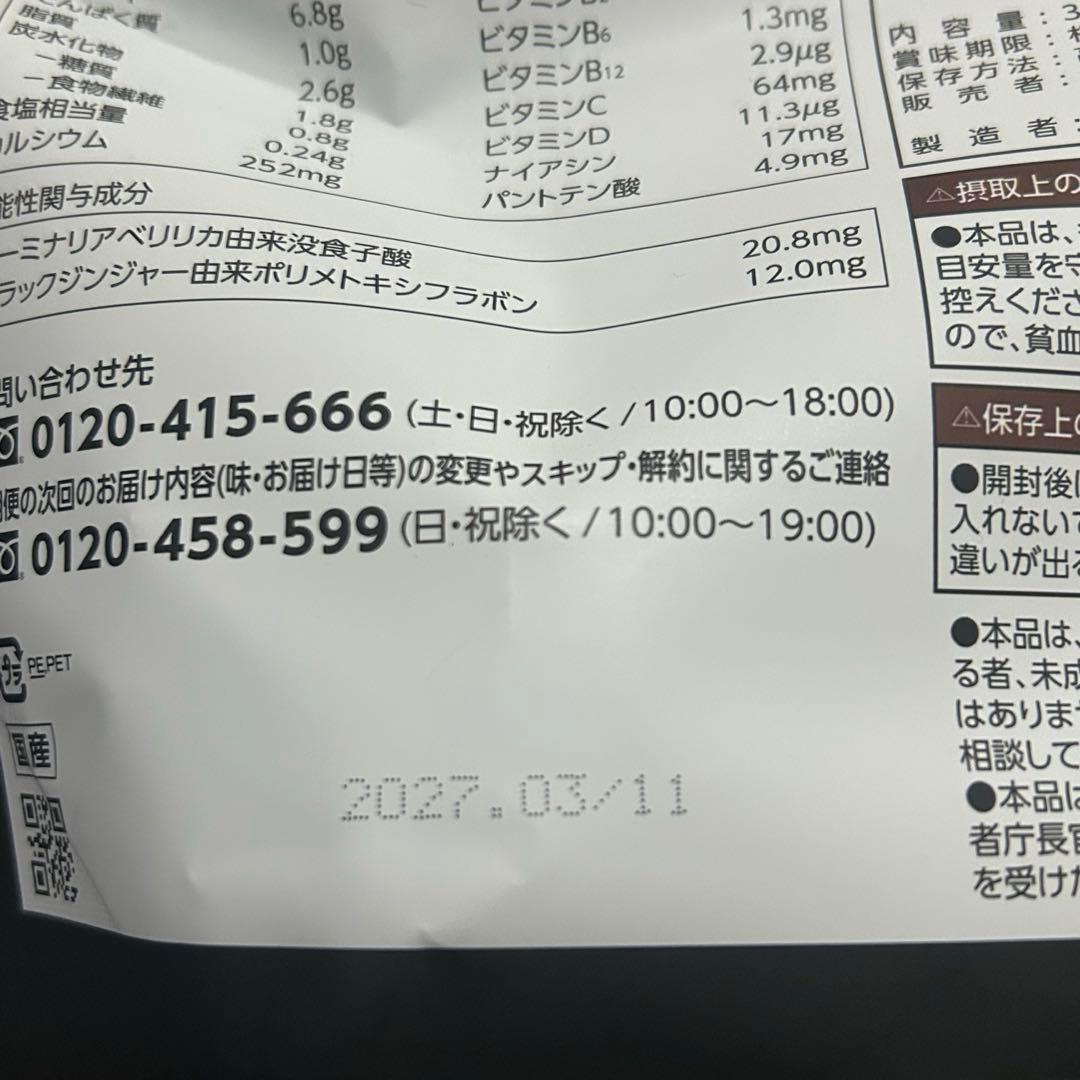 たんぱく質 6.8g
脂質 1.0g
炭水化物 2.6g
－糖質 1.8g
－食物繊維 0.8g
食塩相当量 0.24g
カルシウム 252mg
ビタミンB6 1.3mg
ビタミンB12 2.9μg
ビタミンC 64mg
ビタミンD 11.3μg
ナイアシン 17mg
パントテン酸 4.9mg
能性関与成分
ーミナリアベリリカ由来没食子酸 20.8mg
ラックジンジャー由来ポリメトキシフラボン 12.0mg
問い合わせ先
0120-415-666 (土・日・祝除く/10:00〜18:00)
便の次回のお届け内容(味・お届け日等)の変更やスキップ・解約に関するご連絡
0120-458-599 (日・祝除く/10:00〜19:00)
プラ PE,PET
国産
2027.03/11
内容量:3
賞味期限:
保存方法:
販売者:
製造者:
⚠摂取上の
●本品は、
目安量を守
控えくださ
ので、貧血
⚠保存上の
●開封後は
入れないで
違いが出る
●本品は、
る者、未成
はありませ
相談して
●本品は
者庁長官
を受けた